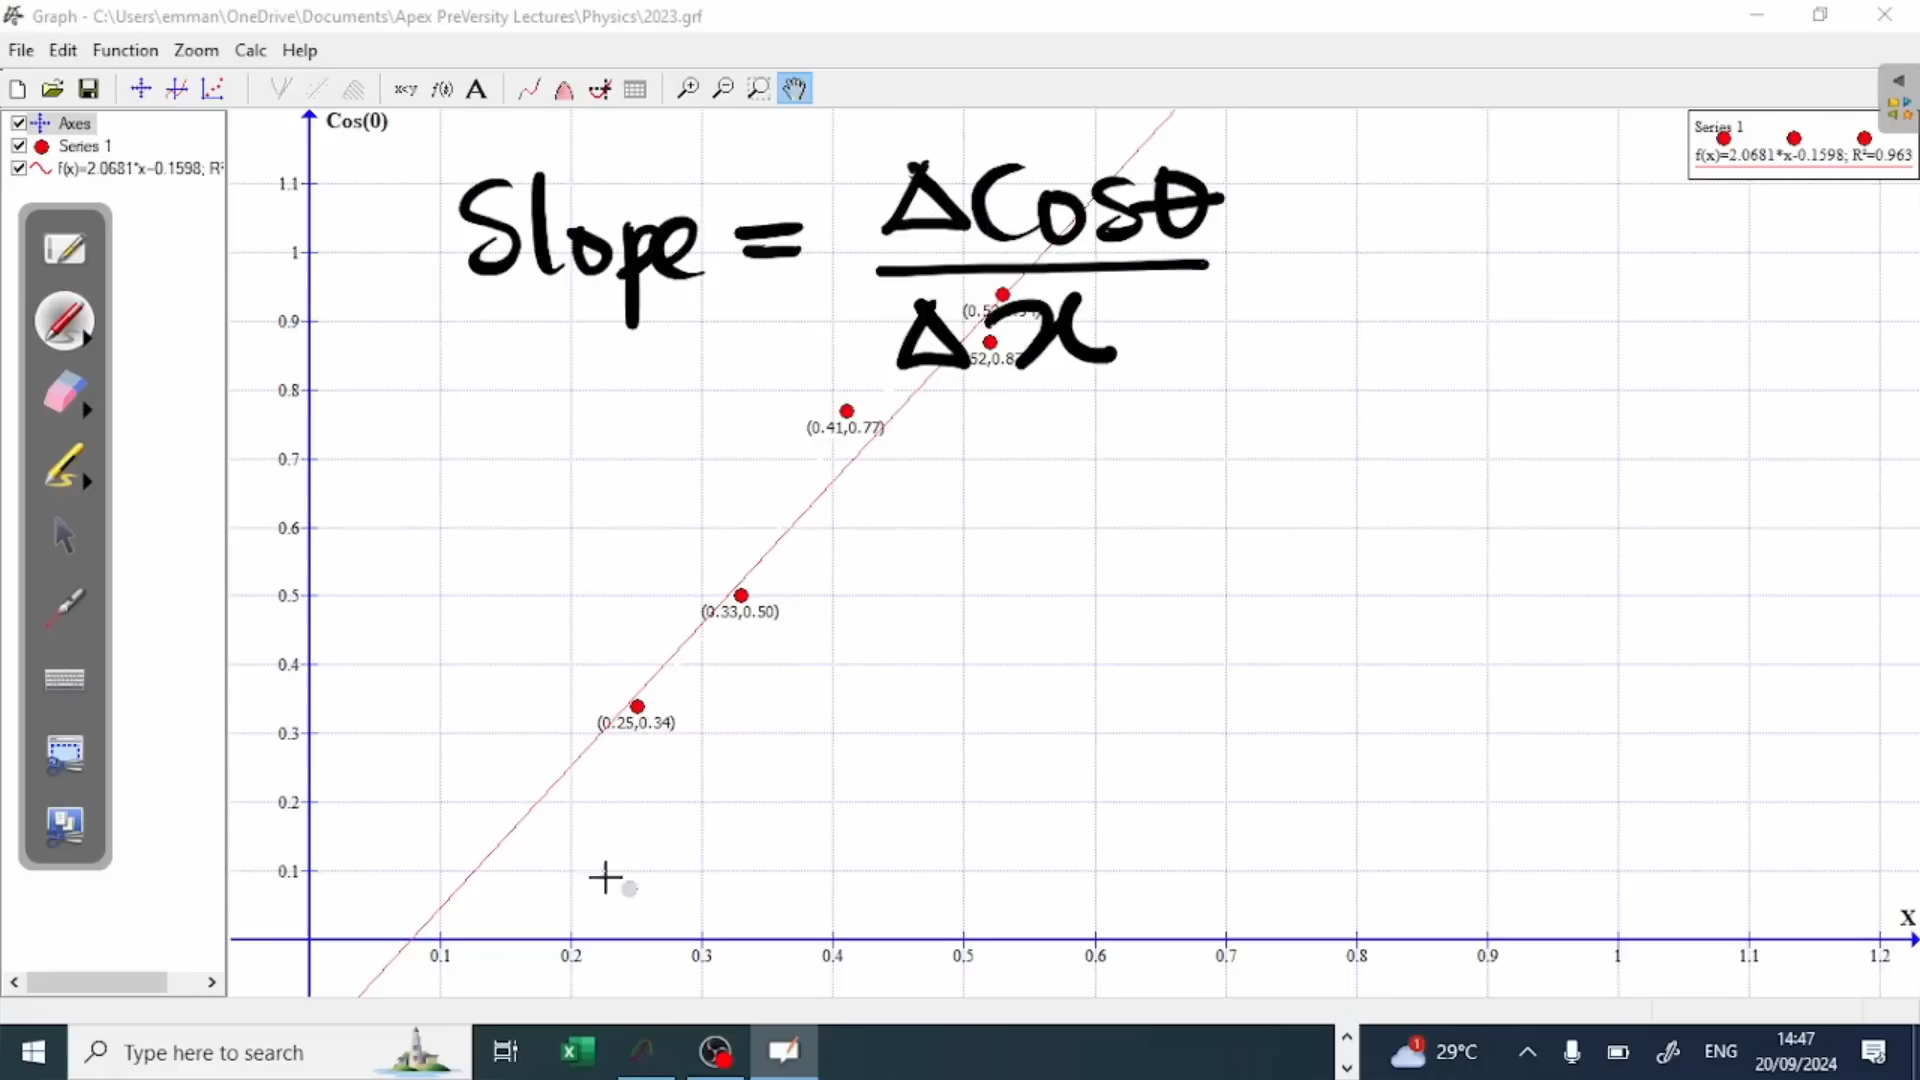 Graph - C:\Users\emman\OneDrive\Documents\Apex PreVersity Lectures\Physics\2023.grf
File Edit Function Zoom Calc Help
Axes
Series 1
f(x)=2.0681*x-0.1598; R²
Cos(0)
Slope = ΔCosθ
Δx
Series 1
f(x)=2.0681*x-0.1598; R²=0.963
1.1
1
0.9
0.8
0.7
0.6
0.5
0.4
0.3
0.2
0.1
52,0.87
(0.41,0.77)
(0.33,0.50)
(0.25,0.34)
X
0.1 0.2 0.3 0.4 0.5 0.6 0.7 0.8 0.9 1 1.1 1.2
Type here to search
1
29°C
ENG
14:47
20/09/2024